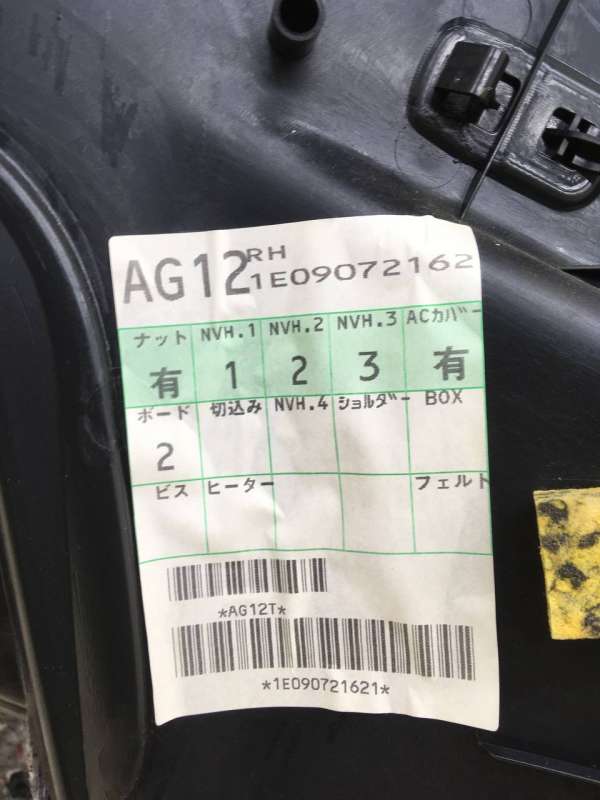 AG12 RH
1E09072162
ナット NVH.1 NVH.2 NVH.3 ACカバー
有 1 2 3 有
ボード 切込み NVH.4 ショルダー BOX
2
ビス ヒーター フェルト
*AG12T*
*1E090721621*